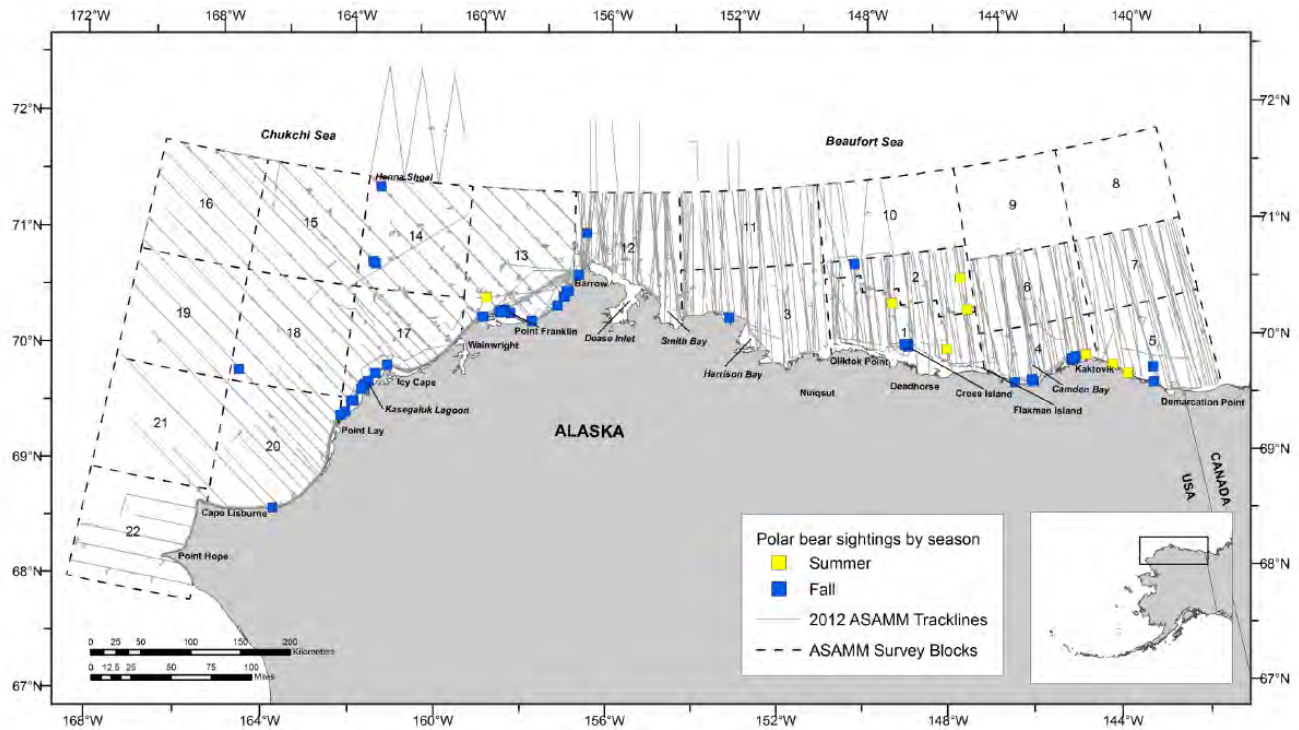 172°W 168°W 164°W 160°W 156°W 152°W 148°W 144°W 140°W
72°N 72°N
Chukchi Sea Beaufort Sea
Hanna Shoal
16 15 14 13 12 11 10 9 8
71°N 71°N
19 18 17 3 2 1 6 4 7 5
Barrow
Point Franklin
Wainwright
Dease Inlet
Smith Bay
Harrison Bay
70°N 70°N
Oliktok Point
Kaktovik
Icy Cape
Nuiqsut
Deadhorse
Cross Island
Camden Bay
Flaxman Island
Demarcation Point
Kasegaluk Lagoon
21 20
Point Lay
ALASKA
69°N 69°N
USA CANADA
22
Cape Lisburne
Point Hope
68°N 68°N
Polar bear sightings by season
Summer
Fall
2012 ASAMM Tracklines
ASAMM Survey Blocks
0 25 50 100 150 200
Kilometers
0 12.5 25 50 75 100
Miles
67°N 67°N
168°W 164°W 160°W 156°W 152°W 148°W 144°W